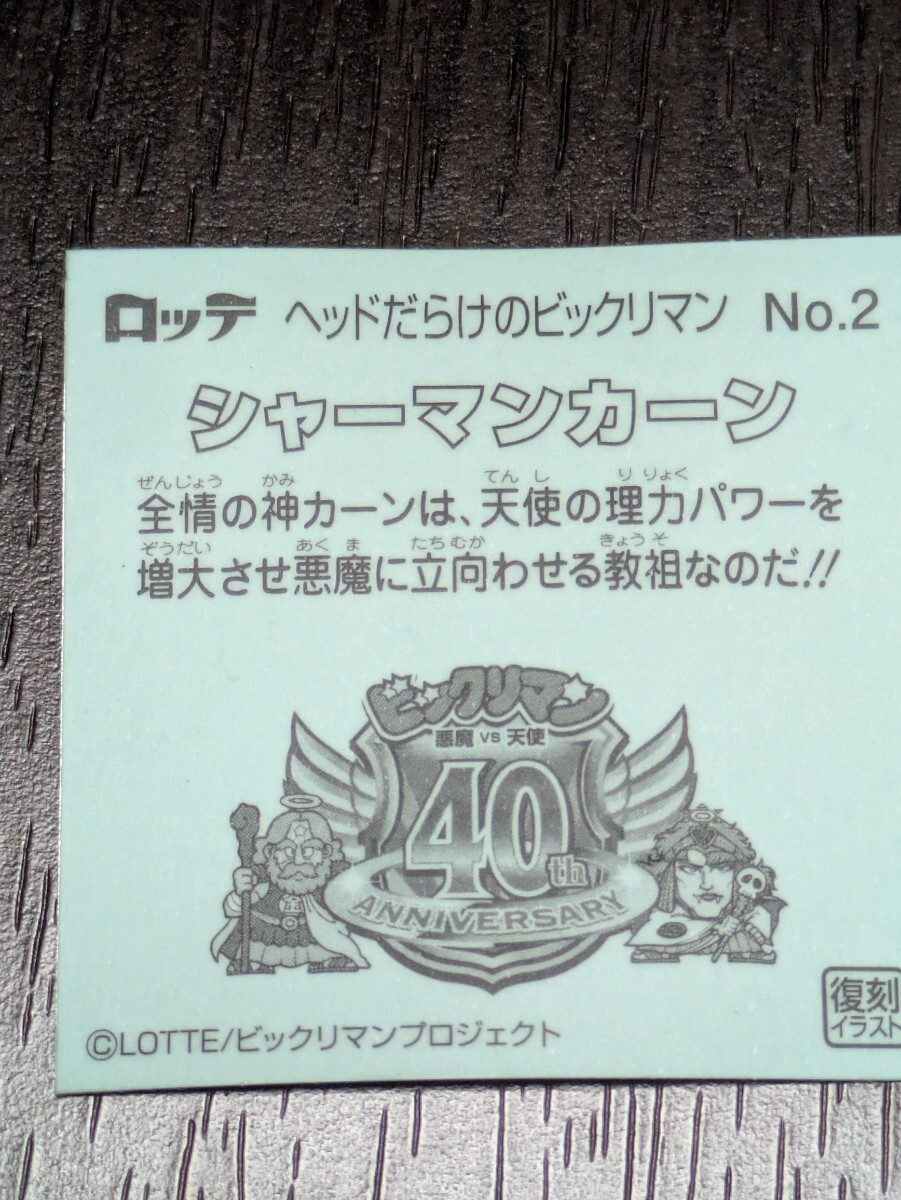 ロッテ ヘッドだらけのビックリマン No.2
シャーマンカーン
ぜんじょう かみ てんし りりょく
全情の神カーンは、天使の理力パワーを
ぞうだい あくま たちむか きょうそ
増大させ悪魔に立向わせる教祖なのだ!!
ビックリマン
悪魔 VS 天使
40th
ANNIVERSARY
復刻
イラスト
©LOTTE/ビックリマンプロジェクト